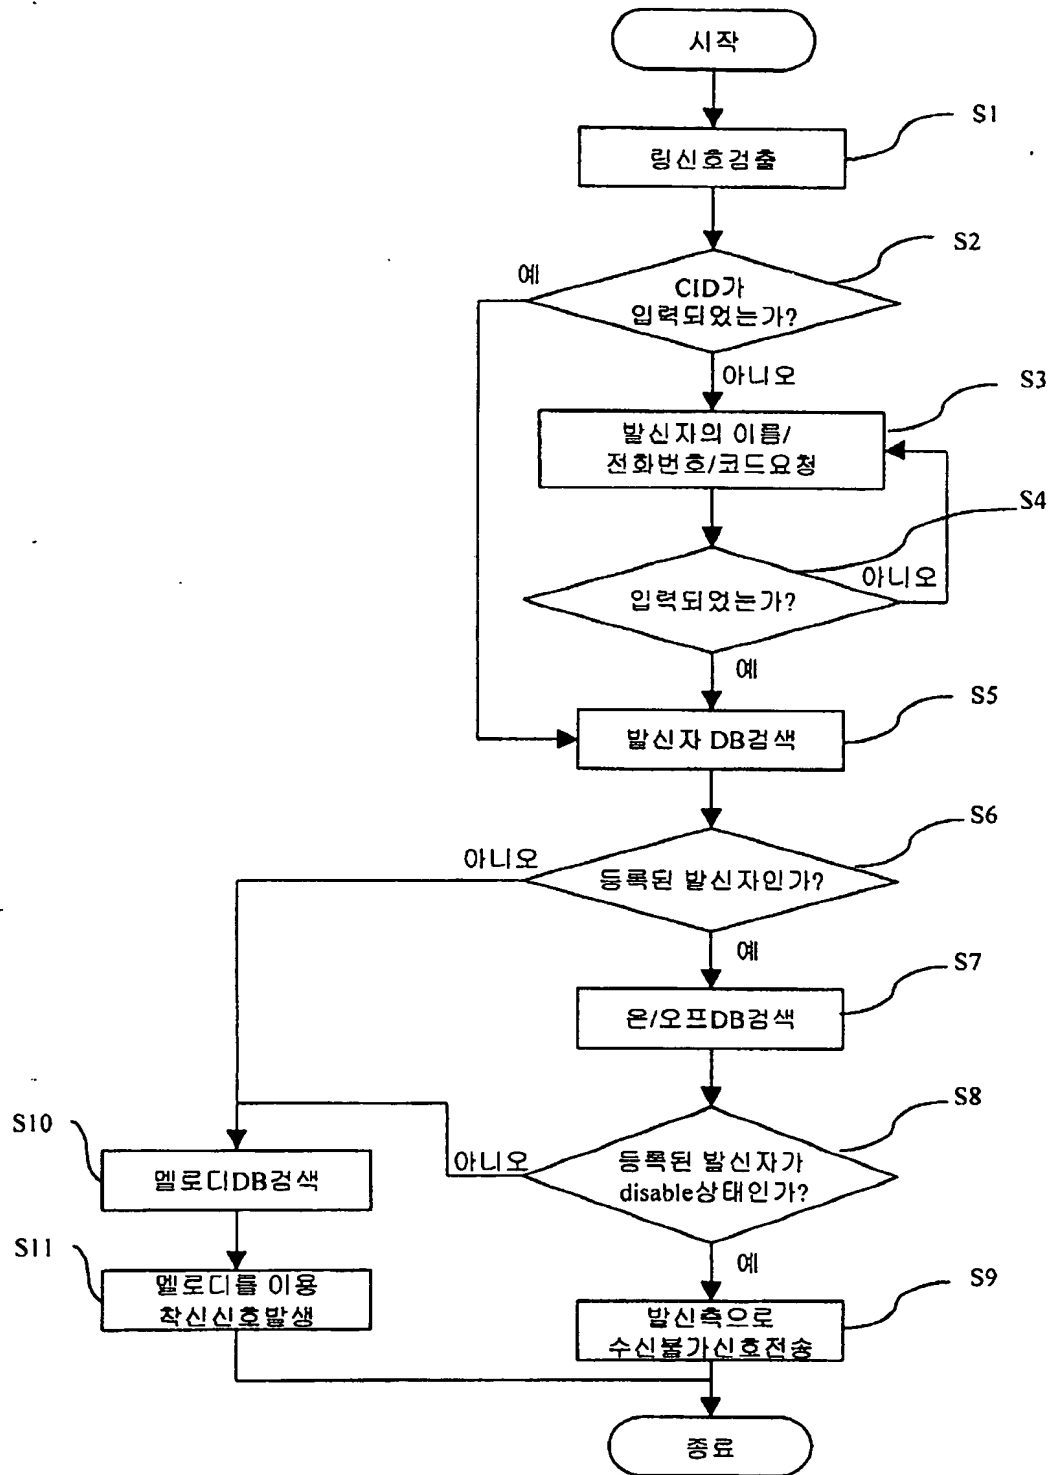 시작
S1
링신호검출
S2
예
CID가
입력되었는가?
아니오
S3
발신자의 이름/
전화번호/코드요청
S4
아니오
입력되었는가?
예
S5
발신자 DB검색
S6
아니오
등록된 발신자인가?
예
S7
온/오프DB검색
S8
S10
아니오
등록된 발신자가
disable상태인가?
멜로디DB검색
S11
예
S9
멜로디를 이용
착신신호발생
발신측으로
수신불가신호전송
종료